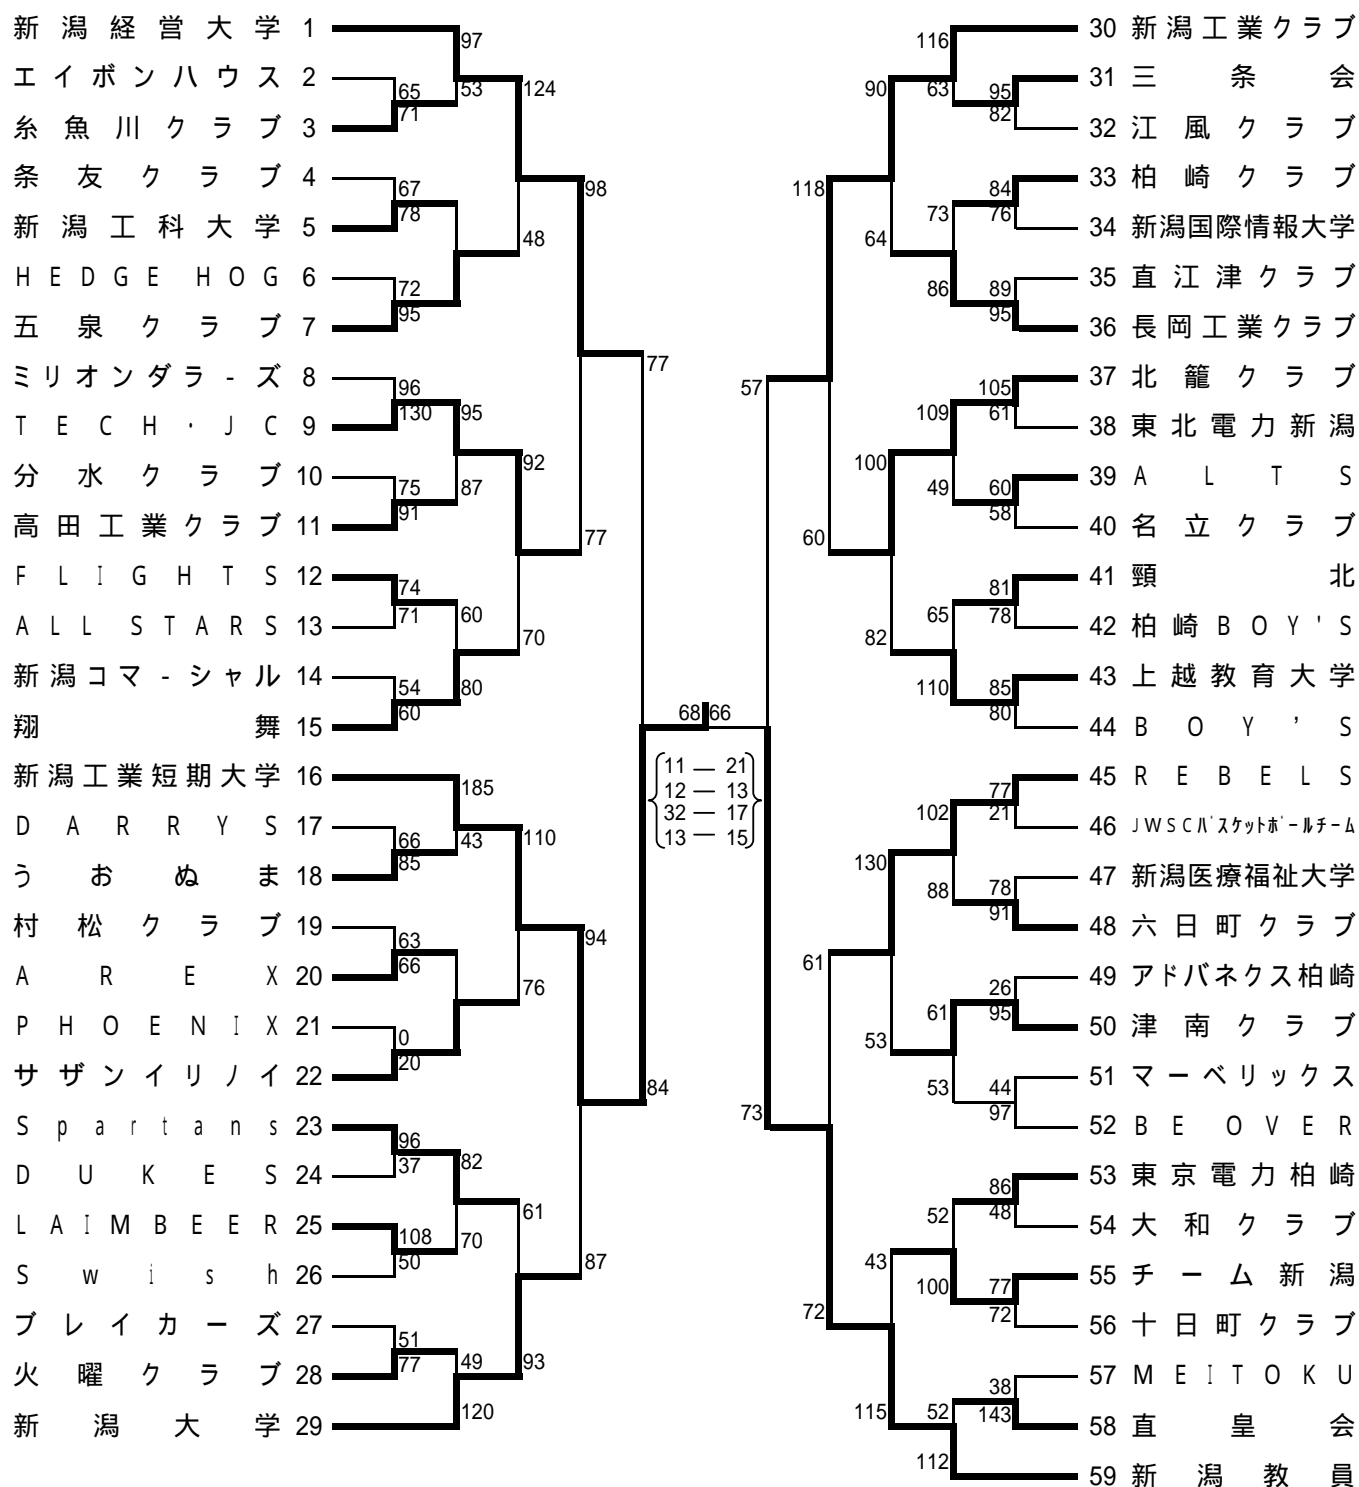 新潟経営大学 1
エイボンハウス 2
糸魚川クラブ 3
条友クラブ 4
新潟工科大学 5
HEDGE HOG 6
五泉クラブ 7
ミリオンダラ-ズ 8
TECH・JC 9
分水クラブ 10
高田工業クラブ 11
FLIGHTS 12
ALL STARS 13
新潟コマ-シャル 14
翔舞 15
新潟工業短期大学 16
DARRYS 17
うおぬま 18
村松クラブ 19
AREX 20
PHOENIX 21
サザンイリノイ 22
Spartans 23
DUKES 24
LAIMBEER 25
Swish 26
ブレイカーズ 27
火曜クラブ 28
新潟大学 29
97
65
53
71
124
67
78
98
48
72
95
77
96
130
95
92
75
87
91
77
74
71
60
70
54
80
60
185
66
43
85
110
63
66
94
76
0
20
84
96
37
82
61
108
70
50
87
51
77
49
93
120
68 66
11 — 21
12 — 13
32 — 17
13 — 15
116
90
63
95
82
118
84
73
76
64
86
89
95
57
105
109
61
100
49
60
58
60
81
65
78
82
110
85
80
77
102
21
130
88
78
91
61
26
61
95
53
53
44
97
73
86
52
48
43
100
77
72
72
38
115
52
143
112
30 新潟工業クラブ
31 三条会
32 江風クラブ
33 柏崎クラブ
34 新潟国際情報大学
35 直江津クラブ
36 長岡工業クラブ
37 北籠クラブ
38 東北電力新潟
39 ALTS
40 名立クラブ
41 頸北
42 柏崎BOY'S
43 上越教育大学
44 BOY'S
45 REBELS
46 JWSCバスケットボールチーム
47 新潟医療福祉大学
48 六日町クラブ
49 アドバネクス柏崎
50 津南クラブ
51 マーベリックス
52 BE OVER
53 東京電力柏崎
54 大和クラブ
55 チーム新潟
56 十日町クラブ
57 MEITOKU
58 直皇会
59 新潟教員